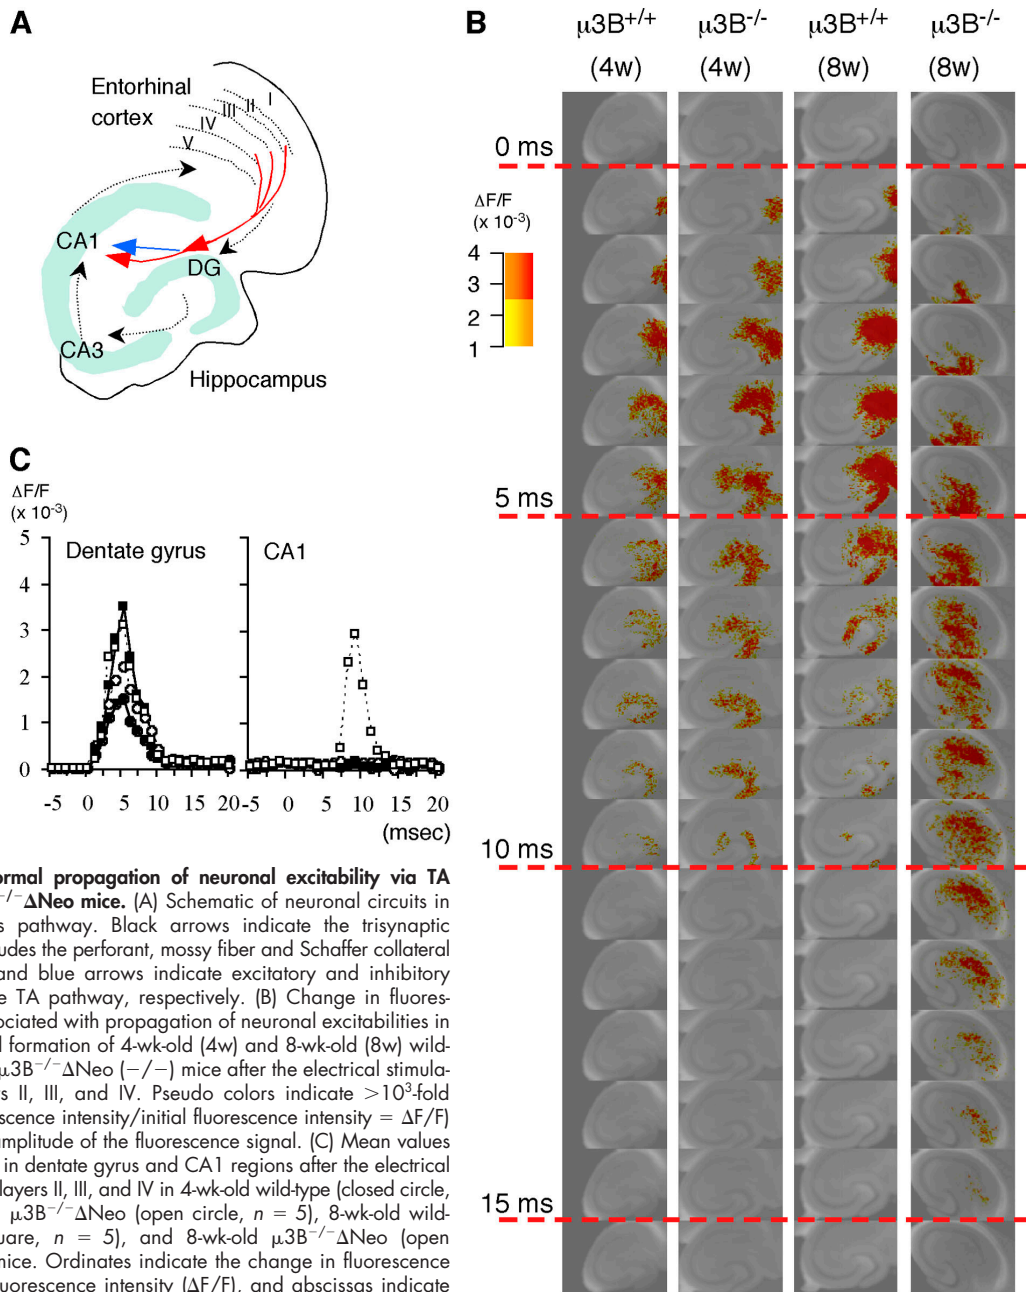 A
Entorhinal
cortex
I
II
III
IV
V
CA1
DG
CA3
Hippocampus
B
μ3B+/+ μ3B-/- μ3B+/+ μ3B-/-
(4w) (4w) (8w) (8w)
0 ms
ΔF/F
(x 10-3)
4
3
2
1
5 ms
10 ms
15 ms
C
ΔF/F
(x 10-3)
5
4
3
2
1
0
Dentate gyrus
CA1
-5 0 5 10 15 20 -5 0 5 10 15 20
(msec)
ormal propagation of neuronal excitability via TA
−/−ΔNeo mice. (A) Schematic of neuronal circuits in
s pathway. Black arrows indicate the trisynaptic
udes the perforant, mossy fiber and Schaffer collateral
and blue arrows indicate excitatory and inhibitory
e TA pathway, respectively. (B) Change in fluores-
ociated with propagation of neuronal excitabilities in
l formation of 4-wk-old (4w) and 8-wk-old (8w) wild-
μ3B−/−ΔNeo (−/−) mice after the electrical stimula-
rs II, III, and IV. Pseudo colors indicate >10³-fold
scence intensity/initial fluorescence intensity = ΔF/F)
amplitude of the fluorescence signal. (C) Mean values
in dentate gyrus and CA1 regions after the electrical
layers II, III, and IV in 4-wk-old wild-type (closed circle,
μ3B−/−ΔNeo (open circle, n = 5), 8-wk-old wild-
uare, n = 5), and 8-wk-old μ3B−/−ΔNeo (open
mice. Ordinates indicate the change in fluorescence
uorescence intensity (ΔF/F), and abscissas indicate